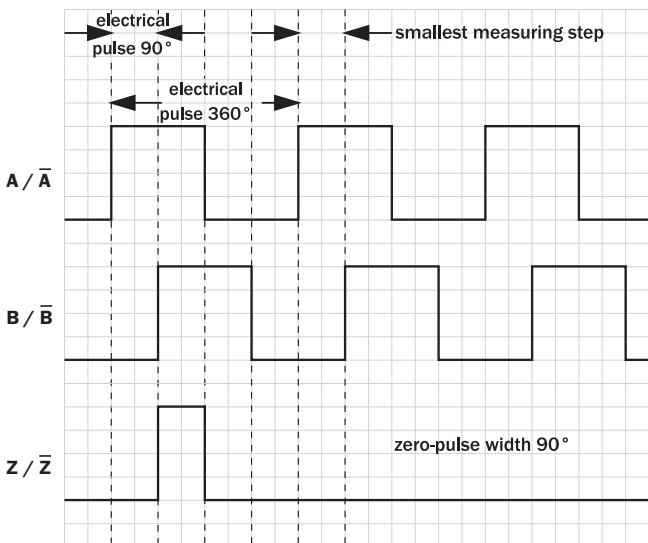 electrical
pulse 90°
smallest measuring step
electrical
pulse 360°
A / A̅
B / B̅
Z / Z̅
zero-pulse width 90°